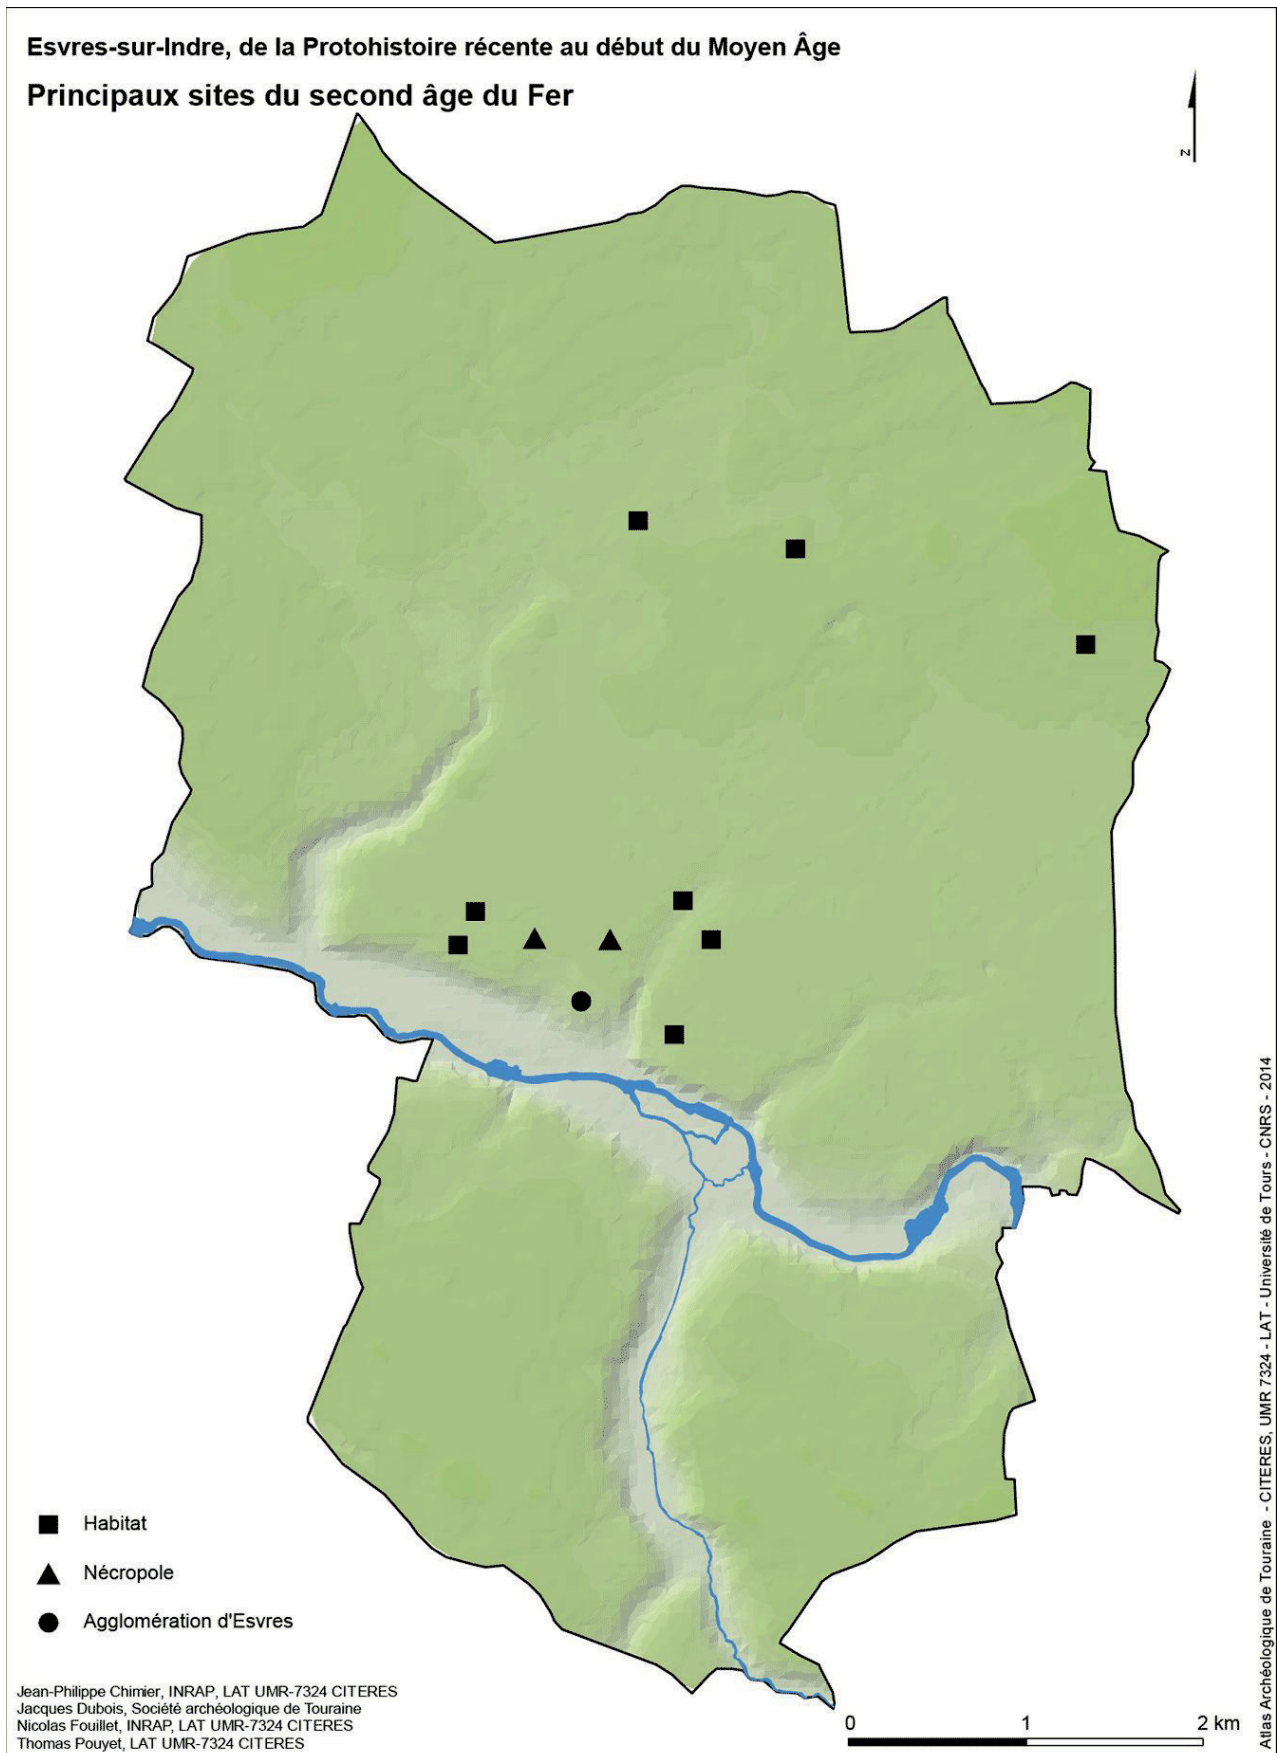 Esvres-sur-Indre, de la Protohistoire récente au début du Moyen Âge
Principaux sites du second âge du Fer
z
Habitat
Nécropole
Agglomération d'Esvres
Jean-Philippe Chimier, INRAP, LAT UMR-7324 CITERES
Jacques Dubois, Société archéologique de Touraine
Nicolas Fouillet, INRAP, LAT UMR-7324 CITERES
Thomas Pouyet, LAT UMR-7324 CITERES
0 1 2 km
Atlas Archéologique de Touraine - CITERES, UMR 7324 - LAT - Université de Tours - CNRS - 2014